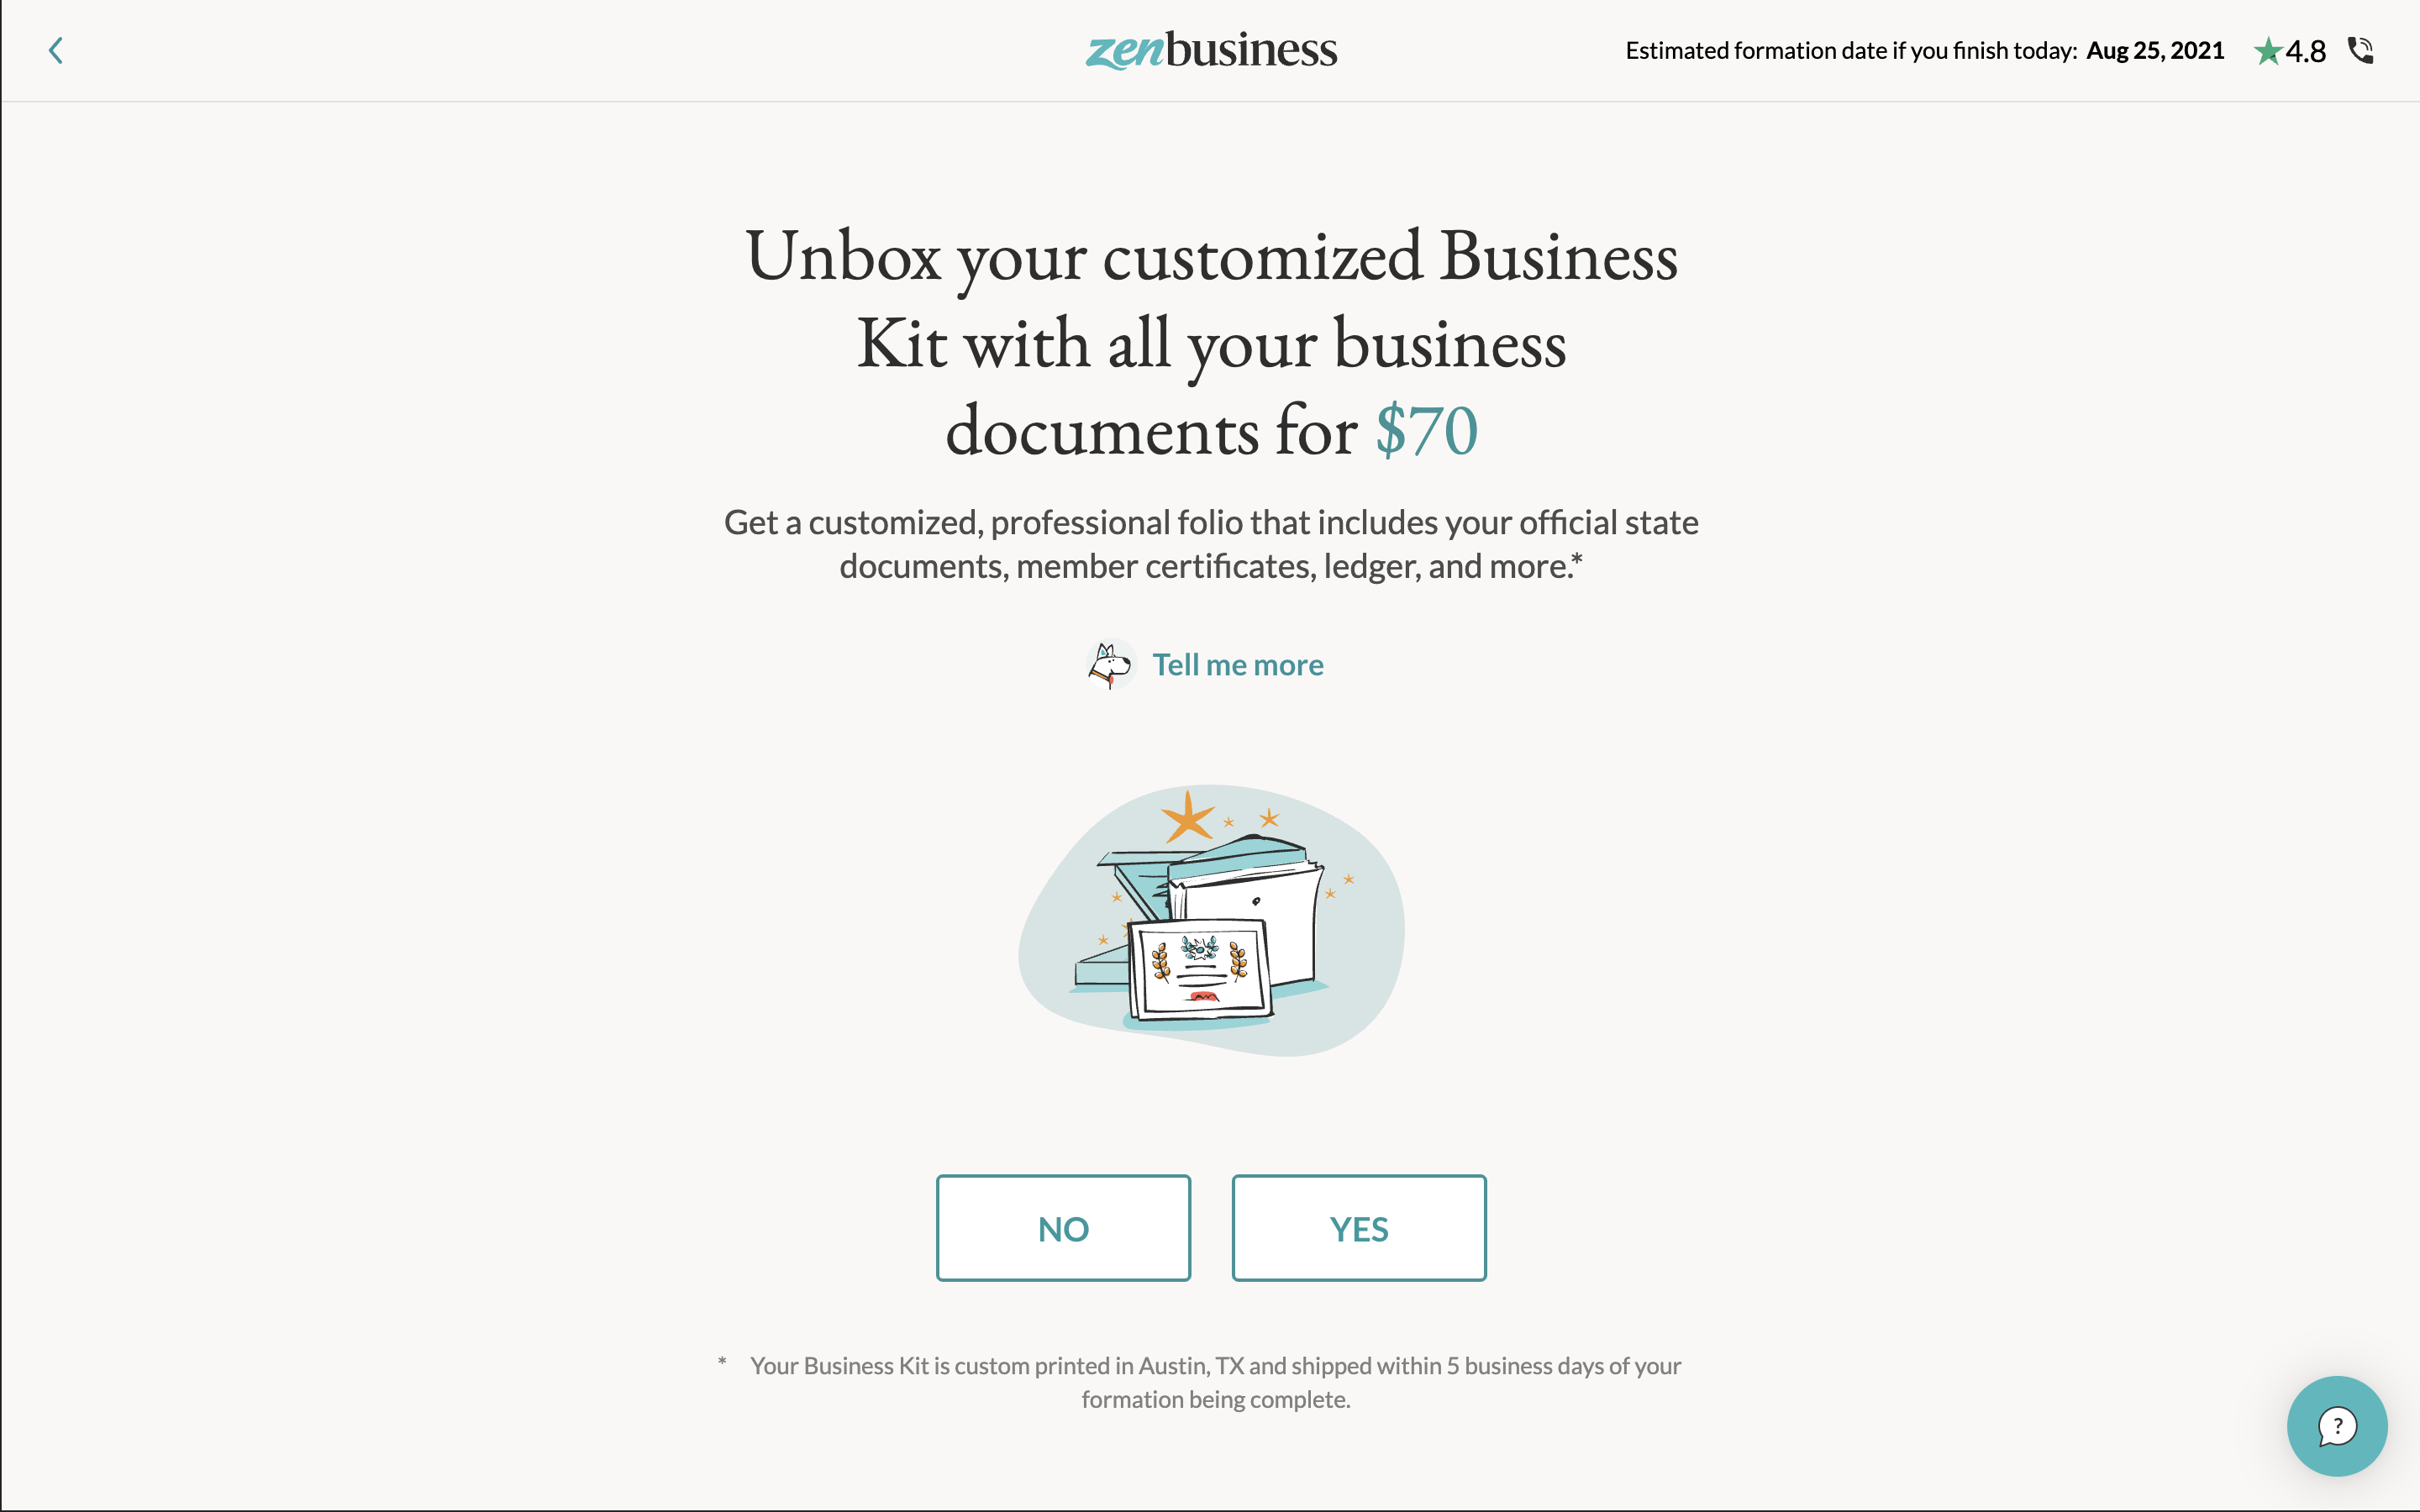 zenbusiness
Estimated formation date if you finish today: Aug 25, 2021
4.8
Unbox your customized Business
Kit with all your business
documents for $70
Get a customized, professional folio that includes your official state
documents, member certificates, ledger, and more.*
Tell me more
NO
YES
* Your Business Kit is custom printed in Austin, TX and shipped within 5 business days of your
formation being complete.
?